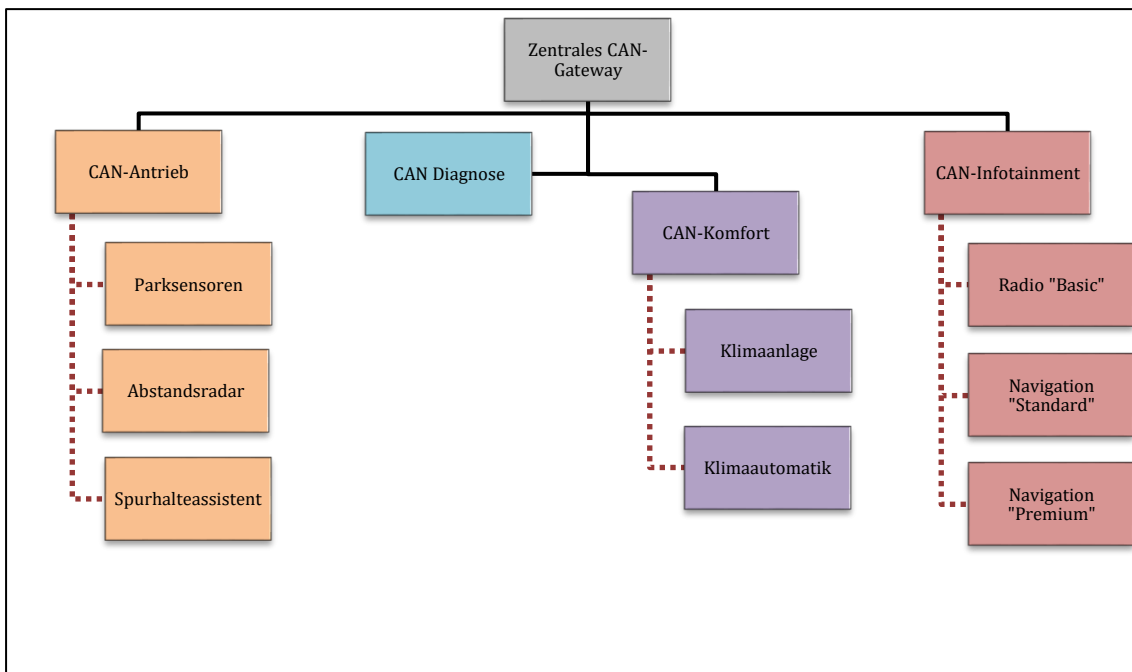 Zentrales CAN-
Gateway
CAN-Antrieb
CAN Diagnose
CAN-Infotainment
CAN-Komfort
Parksensoren
Abstandsradar
Spurhalteassistent
Klimaanlage
Klimaautomatik
Radio "Basic"
Navigation
"Standard"
Navigation
"Premium"